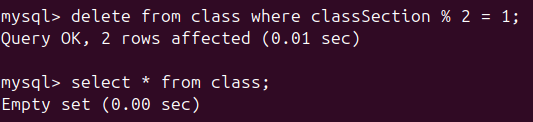 mysql> delete from class where classSection % 2 = 1;
Query OK, 2 rows affected (0.01 sec)
mysql> select * from class;
Empty set (0.00 sec)